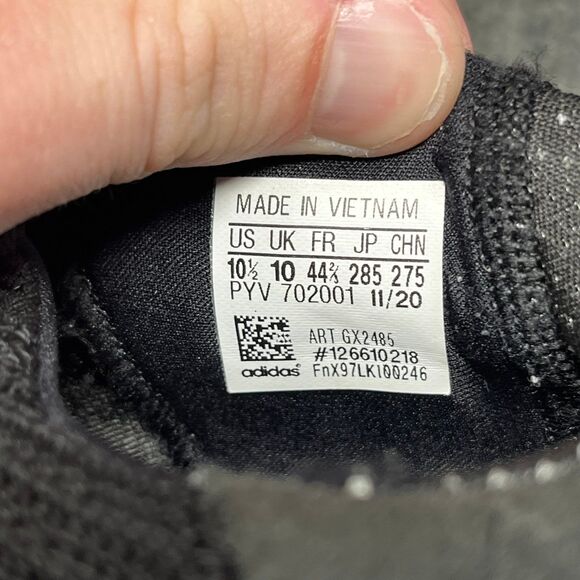 MADE IN VIETNAM
US UK FR JP CHN
10½ 10 44⅔ 285 275
PYV 702001 11/20
ART GX2485
#126610218
adidas
FnX97LKI00246